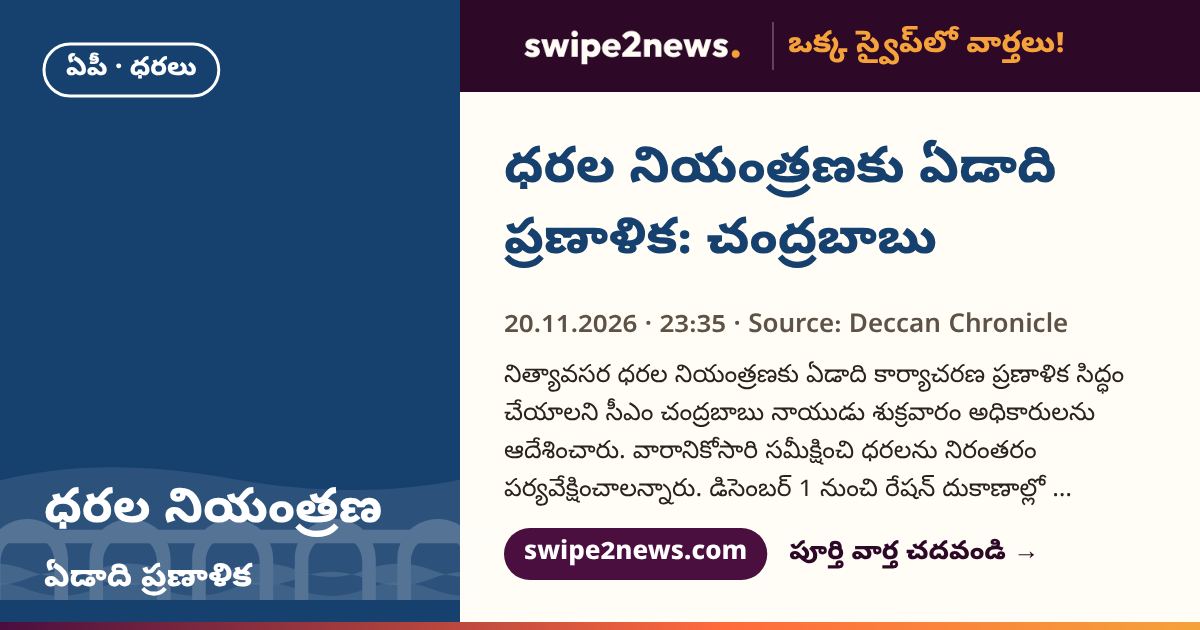 ఏపీ · ధరలు
ధరల నియంత్రణ
ఏడాది ప్రణాళిక
swipe2news. ఒక్క స్వైప్‌లో వార్తలు!
ధరల నియంత్రణకు ఏడాది
ప్రణాళిక: చంద్రబాబు
20.11.2026 · 23:35 · Source: Deccan Chronicle
నిత్యావసర ధరల నియంత్రణకు ఏడాది కార్యాచరణ ప్రణాళిక సిద్ధం
చేయాలని సీఎం చంద్రబాబు నాయుడు శుక్రవారం అధికారులను
ఆదేశించారు. వారానికోసారి సమీక్షించి ధరలను నిరంతరం
పర్యవేక్షించాలన్నారు. డిసెంబర్ 1 నుంచి రేషన్ దుకాణాల్లో ...
swipe2news.com పూర్తి వార్త చదవండి →